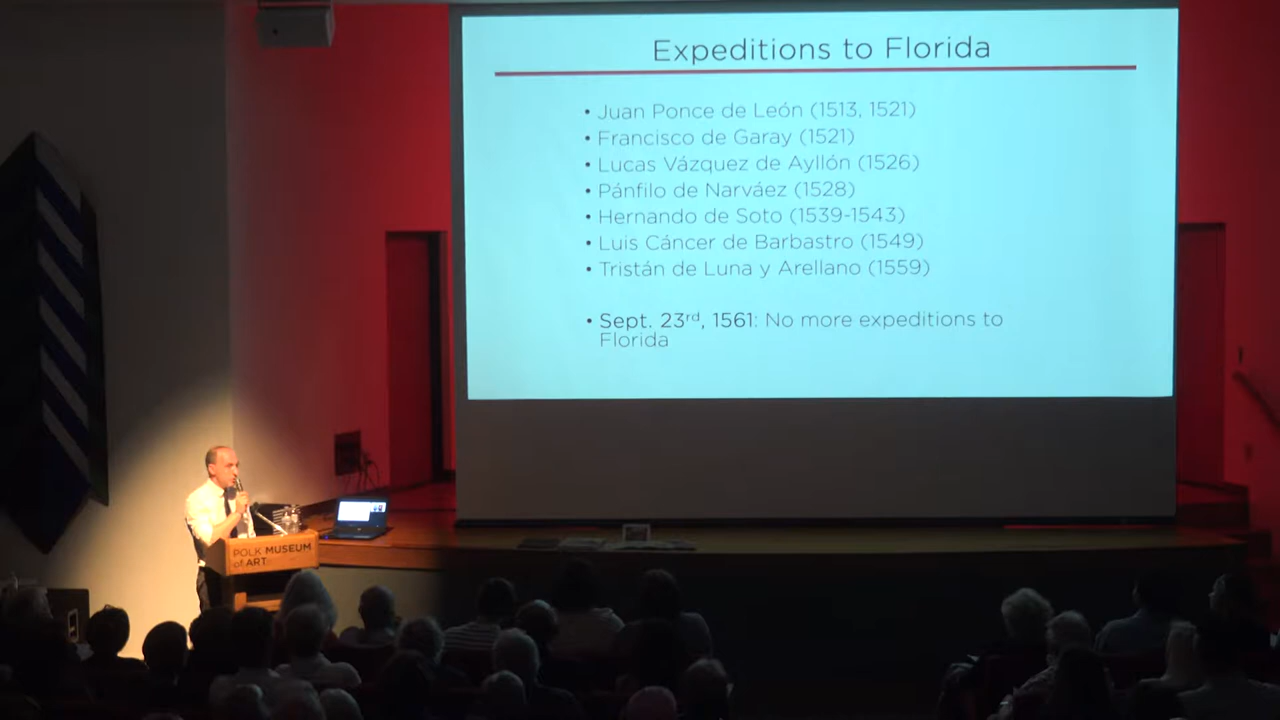 Expeditions to Florida
• Juan Ponce de León (1513, 1521)
• Francisco de Garay (1521)
• Lucas Vázquez de Ayllón (1526)
• Pánfilo de Narváez (1528)
• Hernando de Soto (1539-1543)
• Luis Cáncer de Barbastro (1549)
• Tristán de Luna y Arellano (1559)
• Sept. 23rd, 1561: No more expeditions to
Florida
POLK MUSEUM
of ART